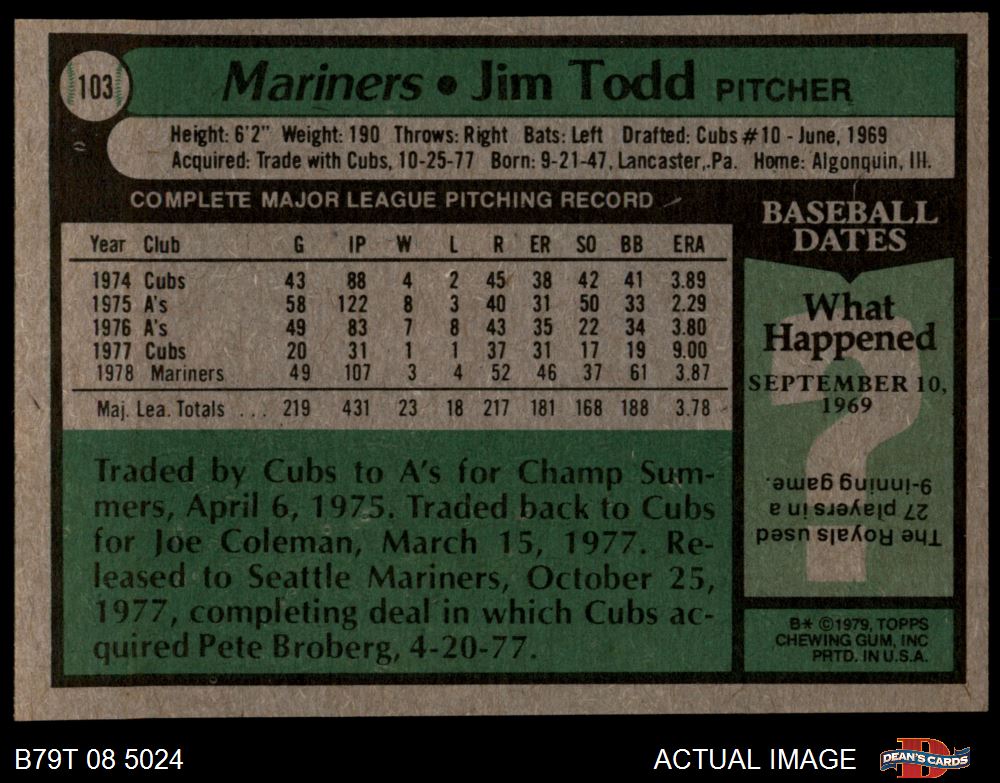 103
Mariners • Jim Todd PITCHER
Height: 6'2" Weight: 190 Throws: Right Bats: Left Drafted: Cubs #10 - June, 1969
Acquired: Trade with Cubs, 10-25-77 Born: 9-21-47, Lancaster, Pa. Home: Algonquin, Ill.
COMPLETE MAJOR LEAGUE PITCHING RECORD
Year Club G IP W L R ER SO BB ERA
1974 Cubs 43 88 4 2 45 38 42 41 3.89
1975 A's 58 122 8 3 40 31 50 33 2.29
1976 A's 49 83 7 8 43 35 22 34 3.80
1977 Cubs 20 31 1 1 37 31 17 19 9.00
1978 Mariners 49 107 3 4 52 46 37 61 3.87
Maj. Lea. Totals ... 219 431 23 18 217 181 168 188 3.78
Traded by Cubs to A's for Champ Sum-
mers, April 6, 1975. Traded back to Cubs
for Joe Coleman, March 15, 1977. Re-
leased to Seattle Mariners, October 25,
1977, completing deal in which Cubs ac-
quired Pete Broberg, 4-20-77.
BASEBALL
DATES
What
Happened
SEPTEMBER 10,
1969
The Royals used
27 players in a
9-inning game.
B* ©1979, TOPPS
CHEWING GUM, INC
PRTD. IN U.S.A.
B79T 08 5024
ACTUAL IMAGE
DEAN'S CARDS